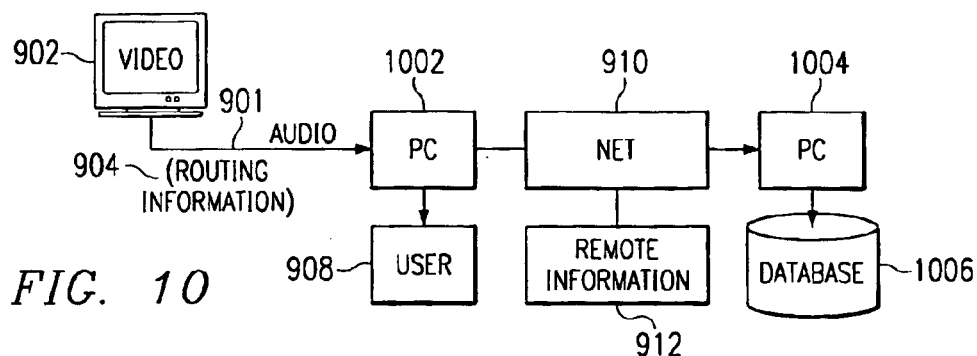 902
VIDEO
901
AUDIO
904
(ROUTING
INFORMATION)
1002
PC
910
NET
1004
PC
908
USER
REMOTE
INFORMATION
912
DATABASE
1006
FIG. 10